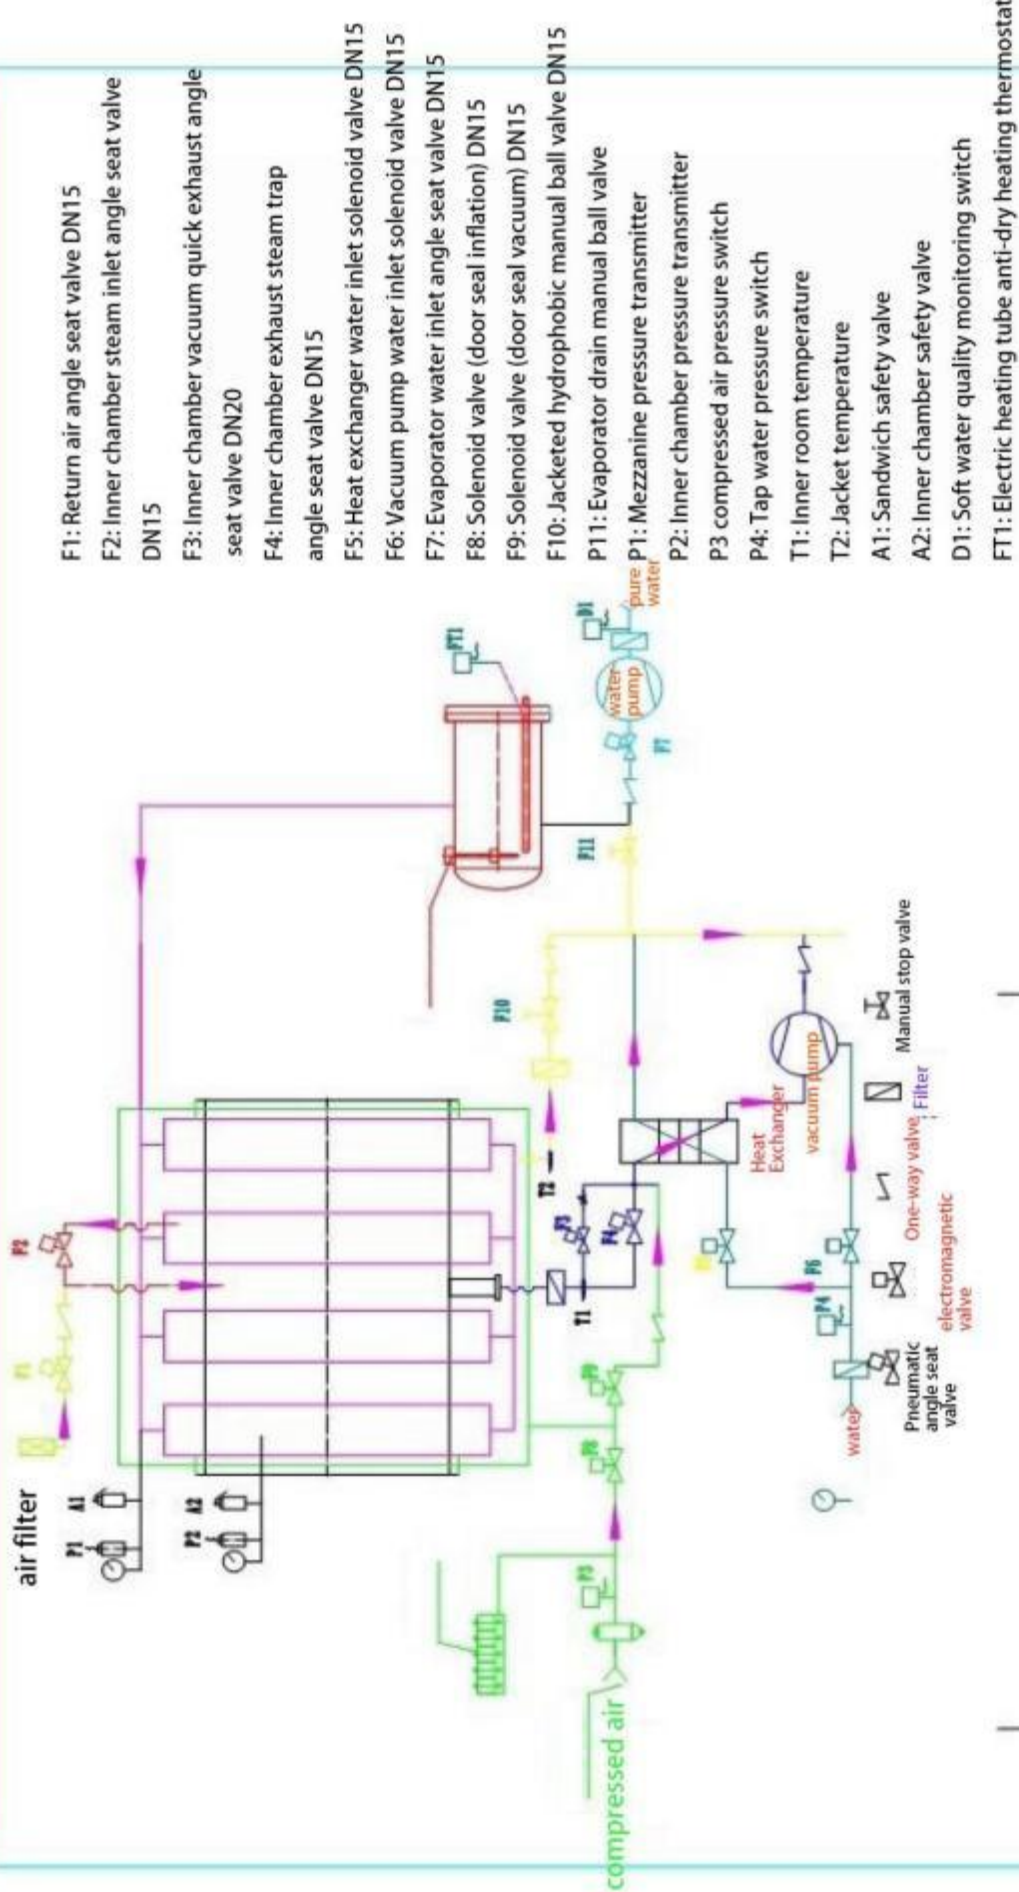 F1: Return air angle seat valve DN15
F2: Inner chamber steam inlet angle seat valve
DN15
F3: Inner chamber vacuum quick exhaust angle
seat valve DN20
F4: Inner chamber exhaust steam trap
angle seat valve DN15
F5: Heat exchanger water inlet solenoid valve DN15
F6: Vacuum pump water inlet solenoid valve DN15
F7: Evaporator water inlet angle seat valve DN15
F8: Solenoid valve (door seal inflation) DN15
F9: Solenoid valve (door seal vacuum) DN15
F10: Jacketed hydrophobic manual ball valve DN15
P11: Evaporator drain manual ball valve
P1: Mezzanine pressure transmitter
P2: Inner chamber pressure transmitter
P3 compressed air pressure switch
P4: Tap water pressure switch
T1: Inner room temperature
T2: Jacket temperature
A1: Sandwich safety valve
A2: Inner chamber safety valve
D1: Soft water quality monitoring switch
FT1: Electric heating tube anti-dry heating thermostat
air filter
P1
A1
P2
A2
F2
FT1
D1
pure
water
water
pump
F7
F11
F10
T2
F3
F4
T1
F9
F8
P3
compressed air
Heat
Exchanger
vacuum pump
F6
P4
water
Pneumatic
angle seat
valve
electromagnetic
valve
One-way valve
Filter
Manual stop valve